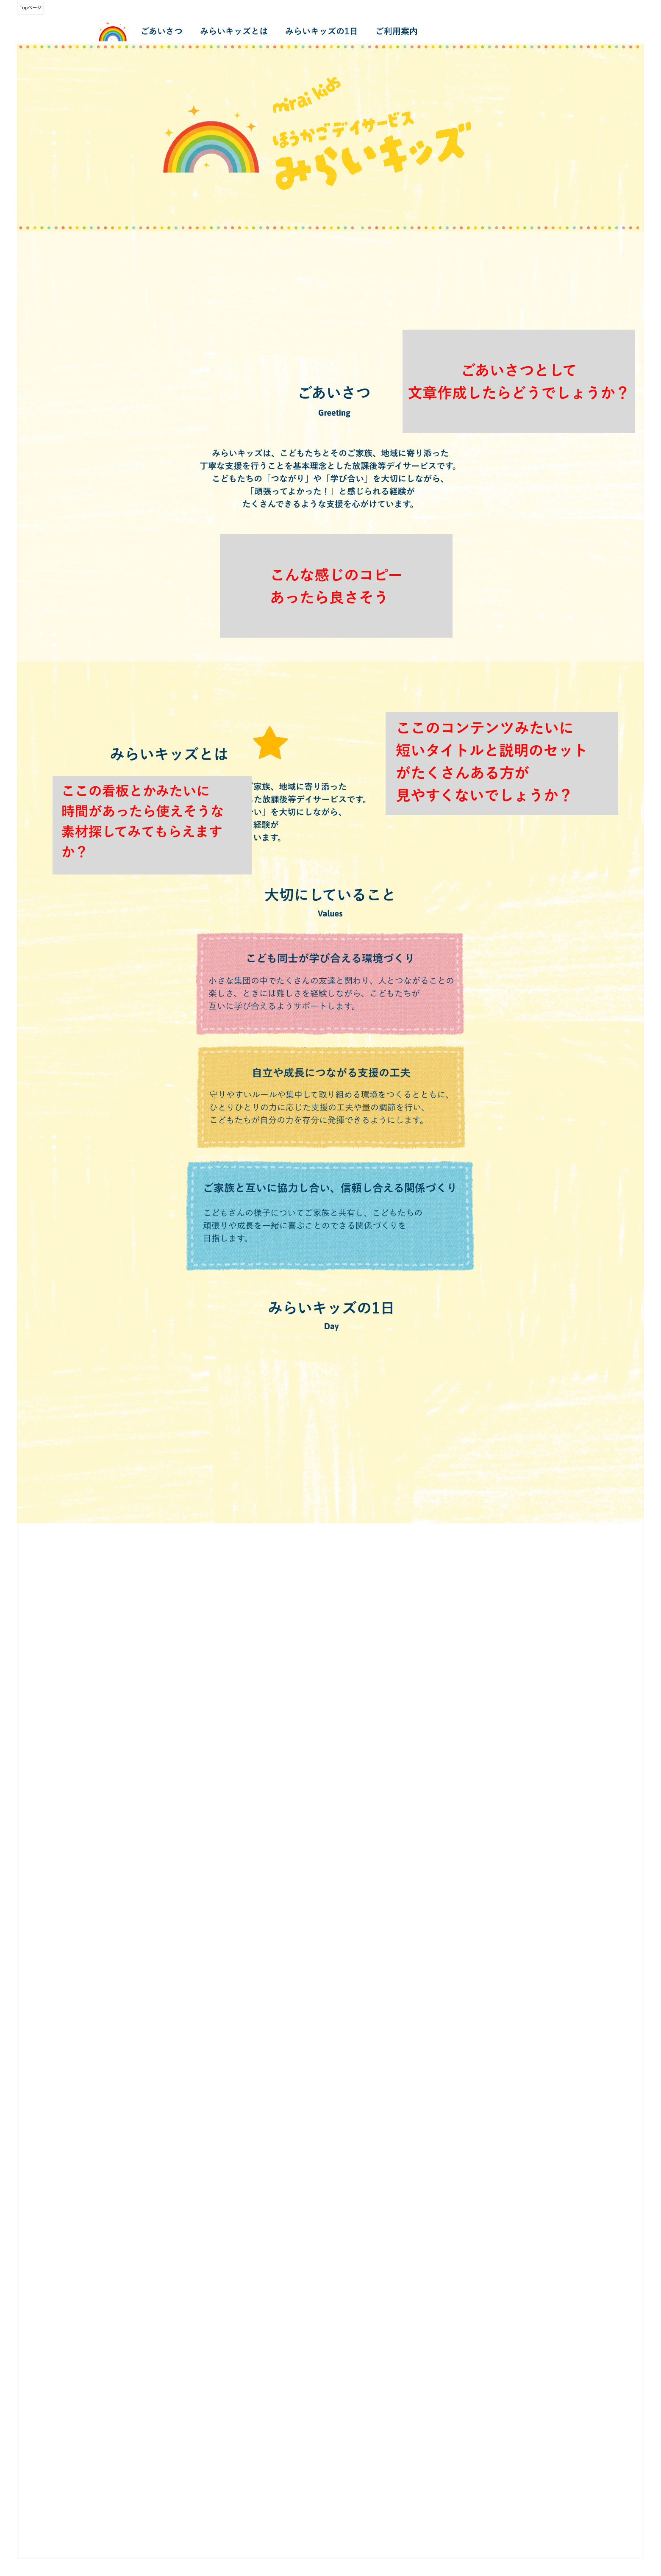 Topページ
ごあいさつ みらいキッズとは みらいキッズの1日 ご利用案内
mirai kids
ほうかごデイサービス
みらいキッズ
ごあいさつとして
文章作成したらどうでしょうか？
ごあいさつ
Greeting
みらいキッズは、こどもたちとそのご家族、地域に寄り添った
丁寧な支援を行うことを基本理念とした放課後等デイサービスです。
こどもたちの「つながり」や「学び合い」を大切にしながら、
「頑張ってよかった！」と感じられる経験が
たくさんできるような支援を心がけています。
こんな感じのコピー
あったら良さそう
ここのコンテンツみたいに
短いタイトルと説明のセット
がたくさんある方が
見やすくないでしょうか？
みらいキッズとは
ここの看板とかみたいに
時間があったら使えそうな
素材探してみてもらえます
か？
ご家族、地域に寄り添った
した放課後等デイサービスです。
合い」を大切にしながら、
経験が
います。
大切にしていること
Values
こども同士が学び合える環境づくり
小さな集団の中でたくさんの友達と関わり、人とつながることの
楽しさ、ときには難しさを経験しながら、こどもたちが
互いに学び合えるようサポートします。
自立や成長につながる支援の工夫
守りやすいルールや集中して取り組める環境をつくるとともに、
ひとりひとりの力に応じた支援の工夫や量の調節を行い、
こどもたちが自分の力を存分に発揮できるようにします。
ご家族と互いに協力し合い、信頼し合える関係づくり
こどもさんの様子についてご家族と共有し、こどもたちの
頑張りや成長を一緒に喜ぶことのできる関係づくりを
目指します。
みらいキッズの1日
Day